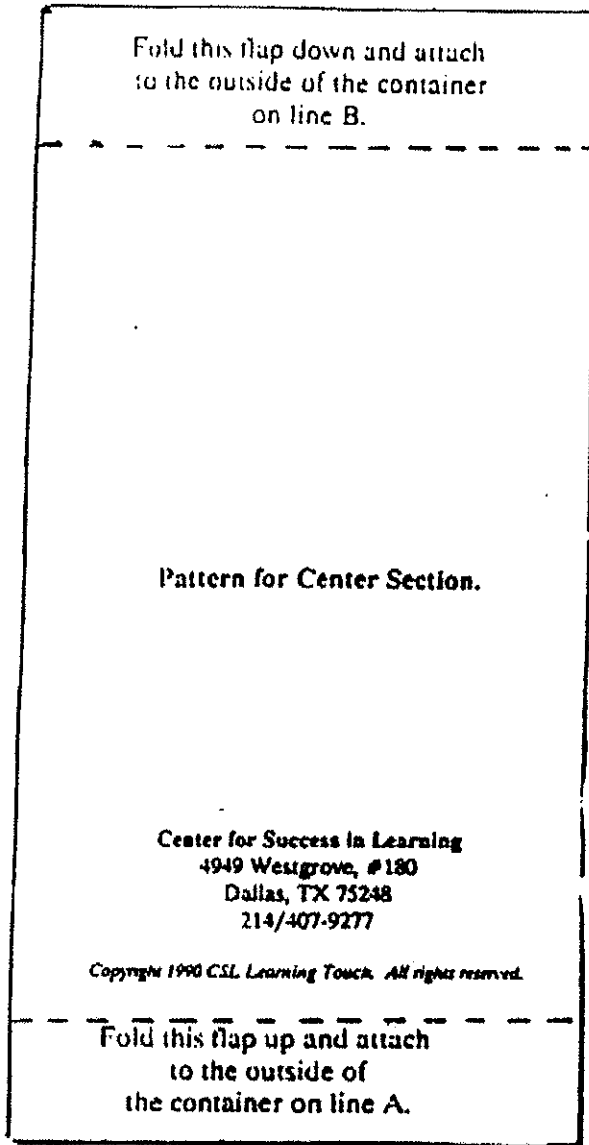 Fold this flap down and attach
to the outside of the container
on line B.
Pattern for Center Section.
Center for Success in Learning
4949 Westgrove, #180
Dallas, TX 75248
214/407-9277
Copyright 1990 CSL Learning Touch. All rights reserved.
Fold this flap up and attach
to the outside of
the container on line A.